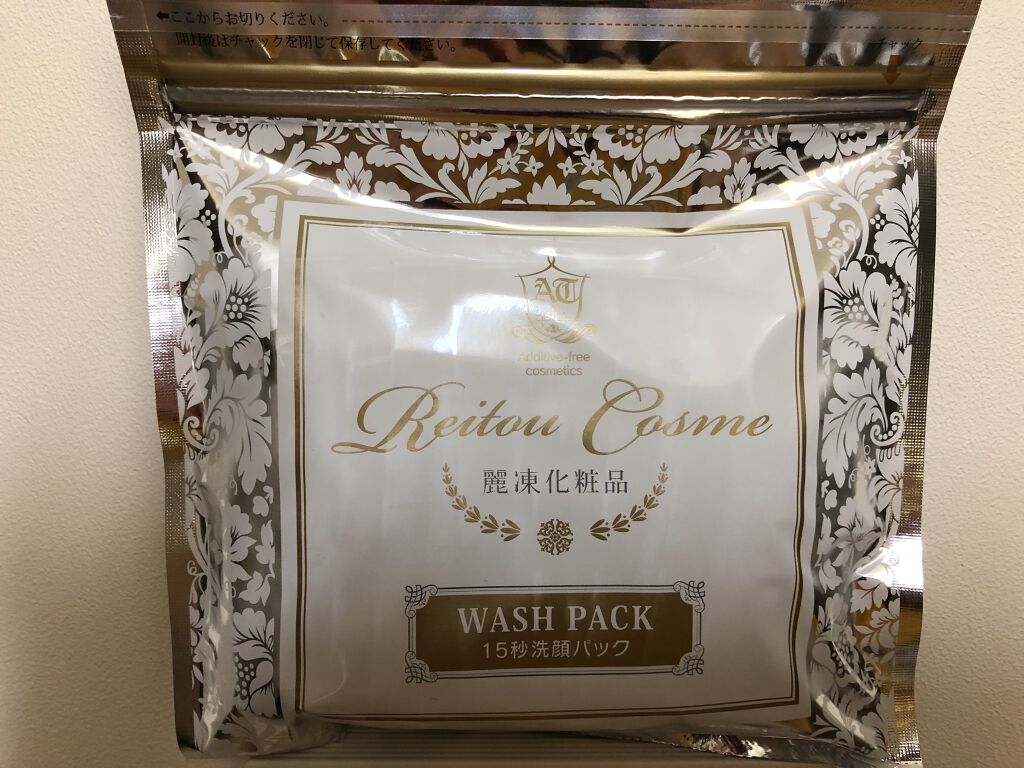 ⬅ここからお切りください。
開封後はチャックを閉じて保存してください。
チャック
AT
Additive-free
cosmetics
Reitou Cosme
麗凍化粧品
WASH PACK
15秒洗顔パック